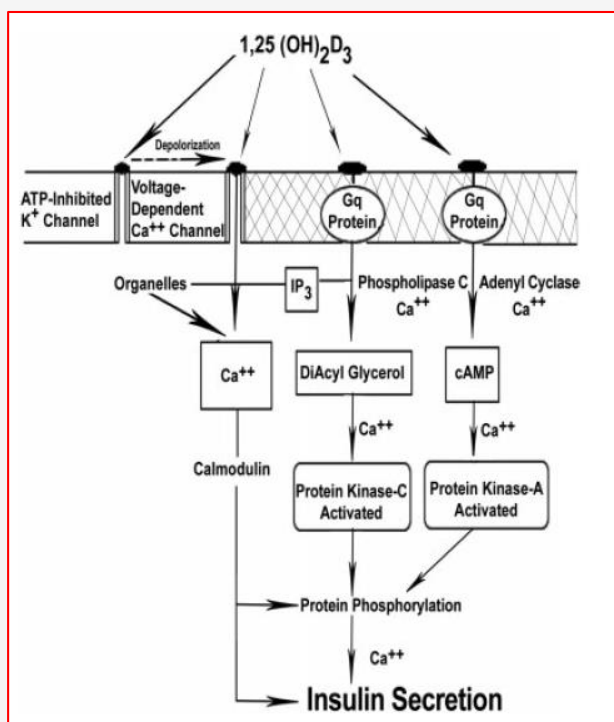 1,25 (OH)₂D₃
Depolorization
ATP-Inhibited
K⁺ Channel
Voltage-
Dependent
Ca⁺⁺ Channel
Gq
Protein
Gq
Protein
Organelles
IP₃
Phospholipase C
Ca⁺⁺
Adenyl Cyclase
Ca⁺⁺
Ca⁺⁺
DiAcyl Glycerol
cAMP
Ca⁺⁺
Ca⁺⁺
Calmodulin
Protein Kinase-C
Activated
Protein Kinase-A
Activated
Protein Phosphorylation
Ca⁺⁺
Insulin Secretion